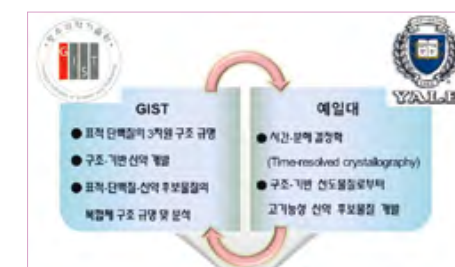 GIST
● 표적 단백질의 3차원 구조 규명
● 구조-기반 신약 개발
● 표적-단백질-신약 후보물질의
복합체 구조 규명 및 분석
예일대
● 시간-분해 결정학
(Time-resolved crystallography)
● 구조-기반 선도물질로부터
고기능성 신약 후보물질 개발
GIST
YALE